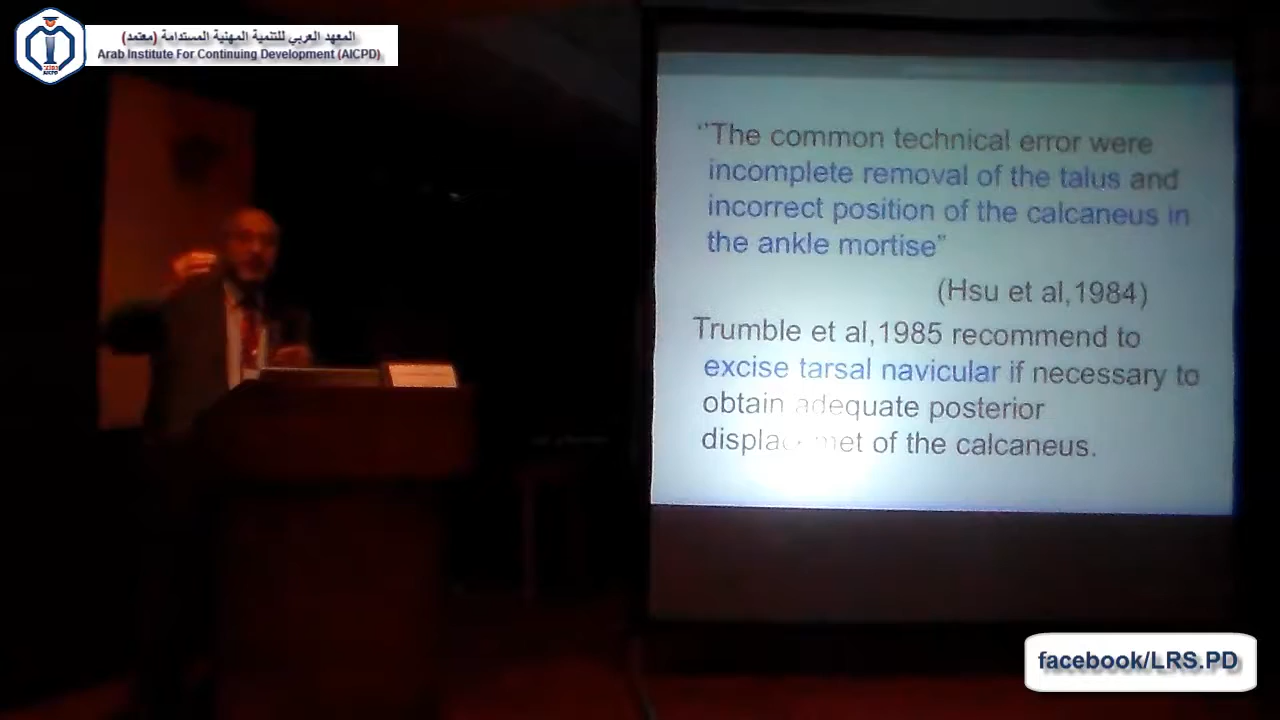 المعهد العربي للتنمية المهنية المستدامة (معتمد)
Arab Institute For Continuing Development (AICPD)
AICPD
"The common technical error were
incomplete removal of the talus and
incorrect position of the calcaneus in
the ankle mortise"
(Hsu et al,1984)
Trumble et al,1985 recommend to
excise tarsal navicular if necessary to
obtain adequate posterior
of the calcaneus.
facebook/LRS.PD